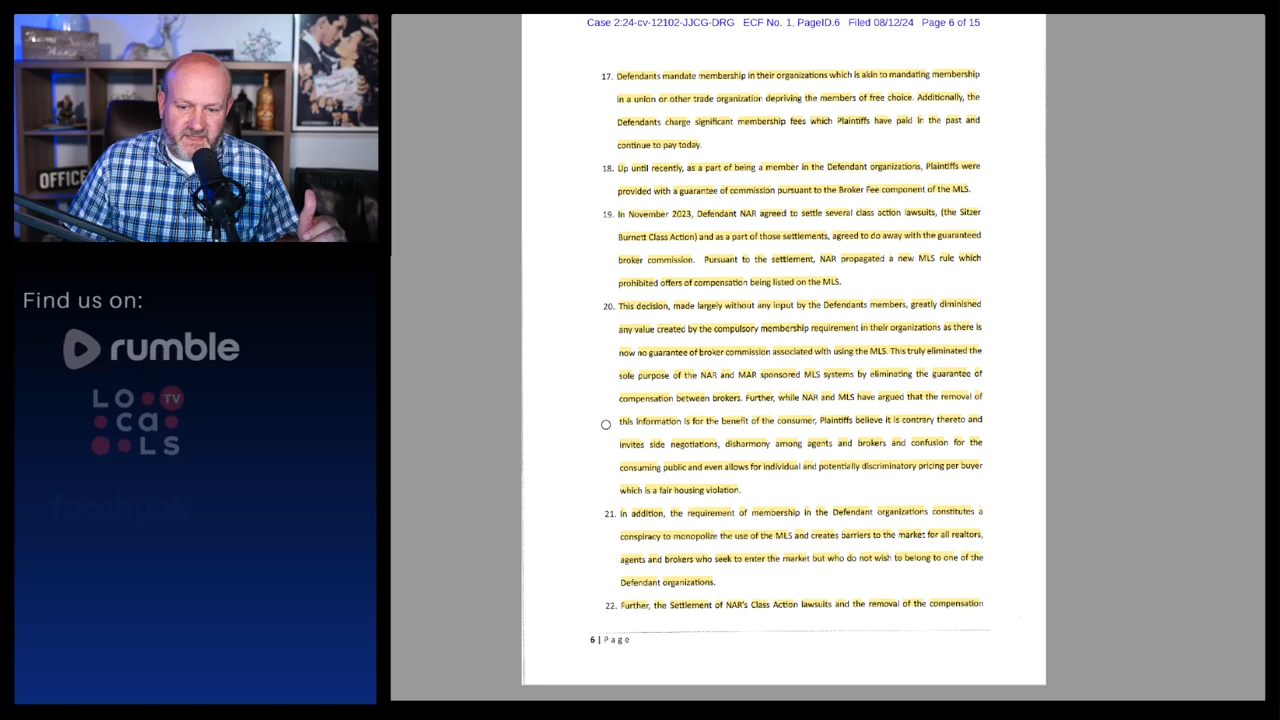 OFFICE
Find us on:
rumble
LO TV
ca
LS
facebook
Case 2:24-cv-12102-JJCG-DRG ECF No. 1, PageID.6 Filed 08/12/24 Page 6 of 15
17. Defendants mandate membership in their organizations which is akin to mandating membership
in a union or other trade organization depriving the members of free choice. Additionally, the
Defendants charge significant membership fees which Plaintiffs have paid in the past and
continue to pay today.
18. Up until recently, as a part of being a member in the Defendant organizations, Plaintiffs were
provided with a guarantee of commission pursuant to the Broker Fee component of the MLS.
19. In November 2023, Defendant NAR agreed to settle several class action lawsuits, (the Sitzer
Burnett Class Action) and as a part of those settlements, agreed to do away with the guaranteed
broker commission. Pursuant to the settlement, NAR propagated a new MLS rule which
prohibited offers of compensation being listed on the MLS.
20. This decision, made largely without any input by the Defendants members, greatly diminished
any value created by the compulsory membership requirement in their organizations as there is
now no guarantee of broker commission associated with using the MLS. This truly eliminated the
sole purpose of the NAR and MAR sponsored MLS systems by eliminating the guarantee of
compensation between brokers. Further, while NAR and MLS have argued that the removal of
this information is for the benefit of the consumer, Plaintiffs believe it is contrary thereto and
invites side negotiations, disharmony among agents and brokers and confusion for the
consuming public and even allows for individual and potentially discriminatory pricing per buyer
which is a fair housing violation.
21. In addition, the requirement of membership in the Defendant organizations constitutes a
conspiracy to monopolize the use of the MLS and creates barriers to the market for all realtors,
agents and brokers who seek to enter the market but who do not wish to belong to one of the
Defendant organizations.
22. Further, the Settlement of NAR's Class Action lawsuits and the removal of the compensation
6 | Page